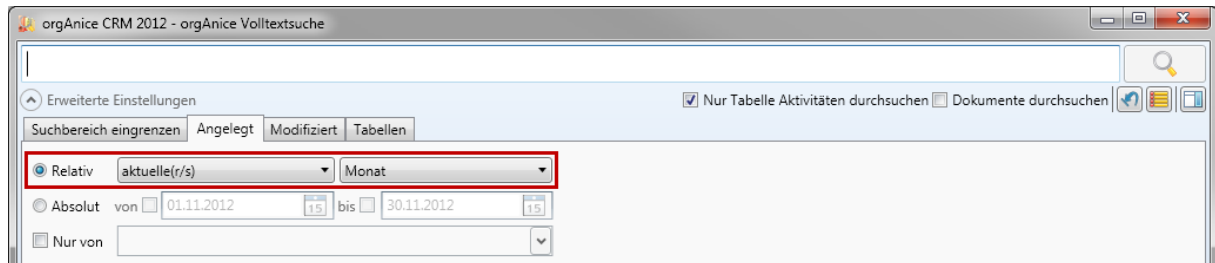 orgAnice CRM 2012 - orgAnice Volltextsuche
Erweiterte Einstellungen Nur Tabelle Aktivitäten durchsuchen Dokumente durchsuchen
Suchbereich eingrenzen Angelegt Modifiziert Tabellen
Relativ aktuelle(r/s) Monat
Absolut von 01.11.2012 15 bis 30.11.2012 15
Nur von